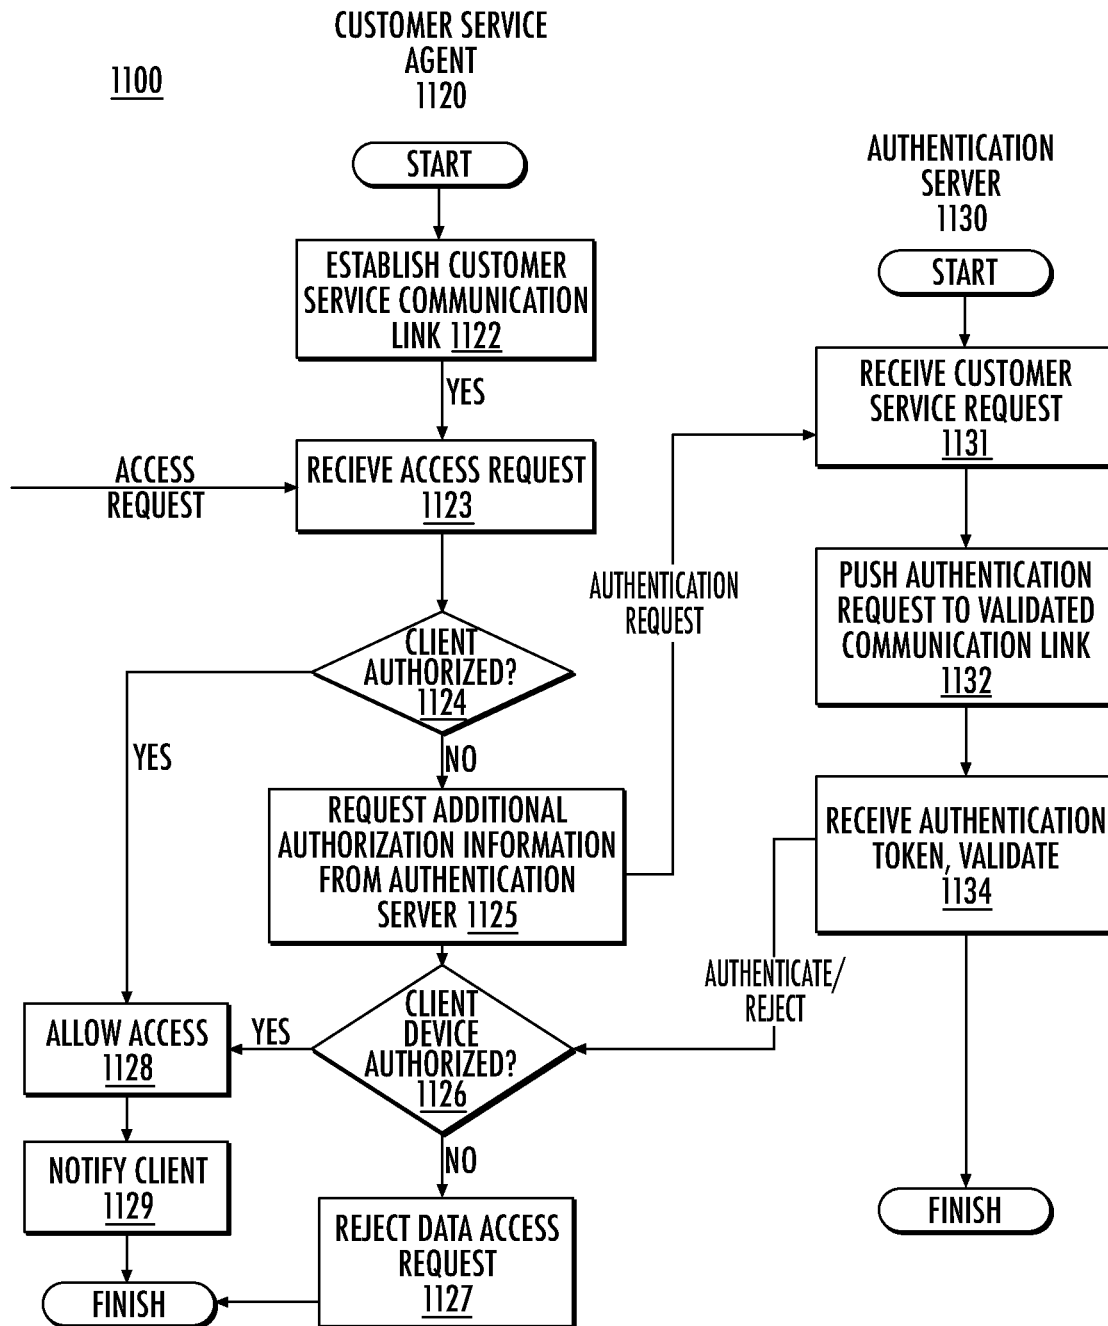 1100
CUSTOMER SERVICE
AGENT
1120
START
ESTABLISH CUSTOMER
SERVICE COMMUNICATION
LINK 1122
YES
ACCESS
REQUEST
RECIEVE ACCESS REQUEST
1123
CLIENT
AUTHORIZED?
1124
YES
NO
REQUEST ADDITIONAL
AUTHORIZATION INFORMATION
FROM AUTHENTICATION
SERVER 1125
AUTHENTICATION
REQUEST
CLIENT
DEVICE
AUTHORIZED?
1126
YES
NO
ALLOW ACCESS
1128
NOTIFY CLIENT
1129
REJECT DATA ACCESS
REQUEST
1127
FINISH
AUTHENTICATION
SERVER
1130
START
RECEIVE CUSTOMER
SERVICE REQUEST
1131
PUSH AUTHENTICATION
REQUEST TO VALIDATED
COMMUNICATION LINK
1132
RECEIVE AUTHENTICATION
TOKEN, VALIDATE
1134
AUTHENTICATE/
REJECT
FINISH